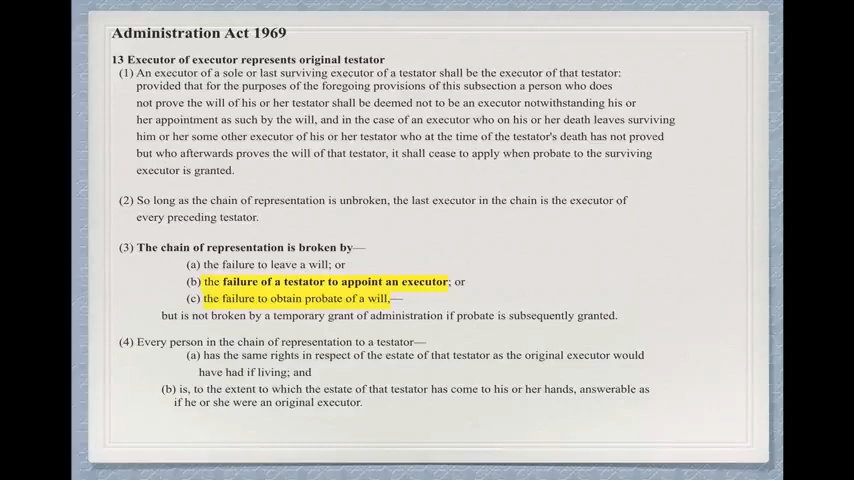 Administration Act 1969
13 Executor of executor represents original testator
(1) An executor of a sole or last surviving executor of a testator shall be the executor of that testator:
provided that for the purposes of the foregoing provisions of this subsection a person who does
not prove the will of his or her testator shall be deemed not to be an executor notwithstanding his or
her appointment as such by the will, and in the case of an executor who on his or her death leaves surviving
him or her some other executor of his or her testator who at the time of the testator's death has not proved
but who afterwards proves the will of that testator, it shall cease to apply when probate to the surviving
executor is granted.
(2) So long as the chain of representation is unbroken, the last executor in the chain is the executor of
every preceding testator.
(3) The chain of representation is broken by—
(a) the failure to leave a will; or
(b) the failure of a testator to appoint an executor; or
(c) the failure to obtain probate of a will,—
but is not broken by a temporary grant of administration if probate is subsequently granted.
(4) Every person in the chain of representation to a testator—
(a) has the same rights in respect of the estate of that testator as the original executor would
have had if living; and
(b) is, to the extent to which the estate of that testator has come to his or her hands, answerable as
if he or she were an original executor.